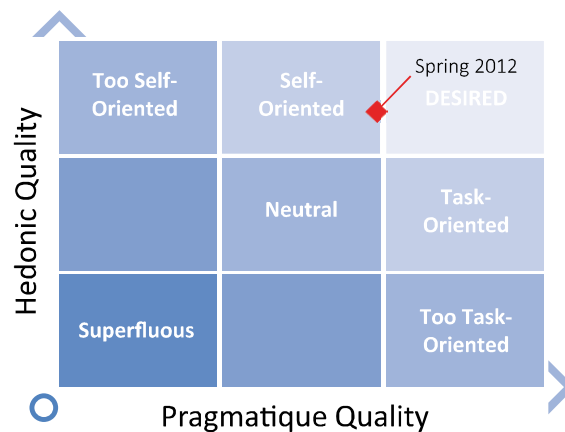 Spring 2012
Too Self-
Oriented
Self-
Oriented
DESIRED
Neutral
Task-
Oriented
Superfluous
Too Task-
Oriented
Hedonic Quality
Pragmatique Quality